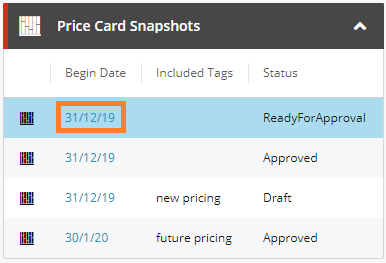 Price Card Snapshots
Begin Date Included Tags Status
31/12/19 ReadyForApproval
31/12/19 Approved
31/12/19 new pricing Draft
30/1/20 future pricing Approved